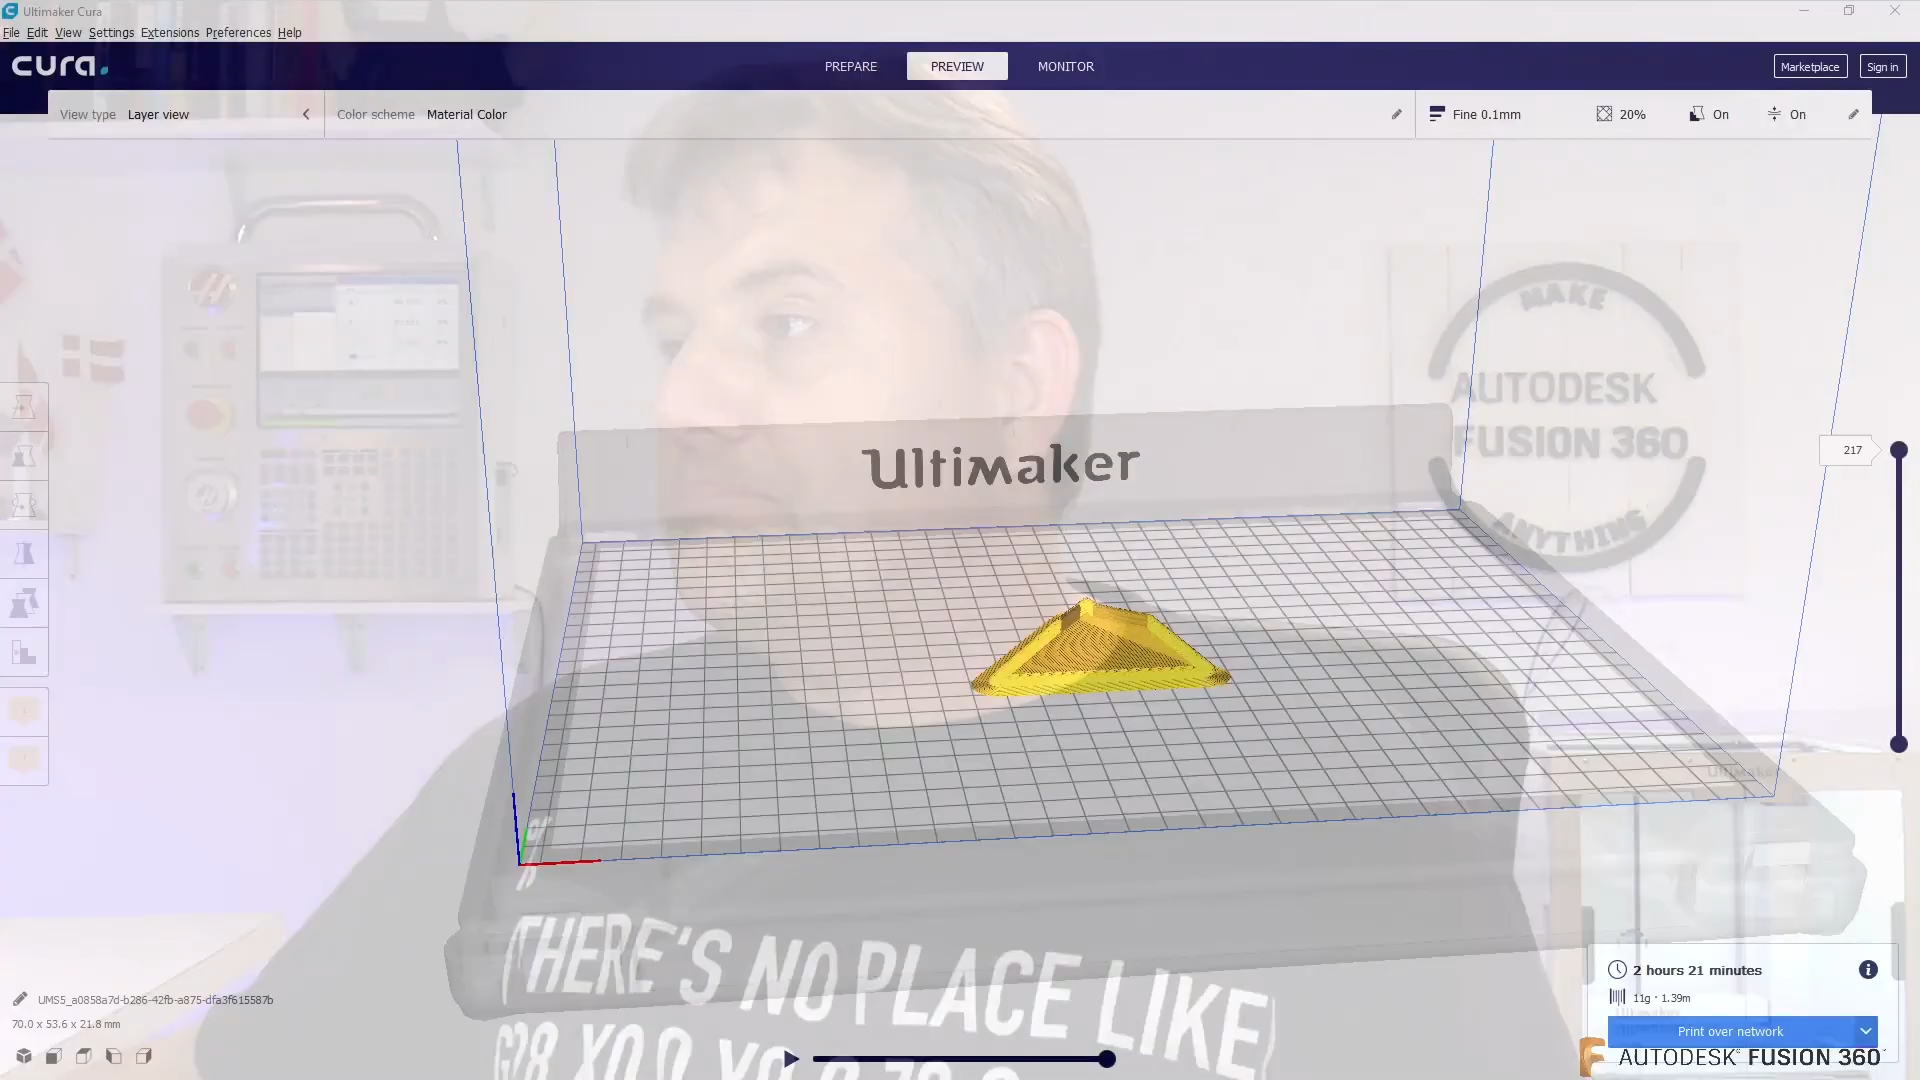 Ultimaker Cura
File Edit View Settings Extensions Preferences Help
cura.
PREPARE PREVIEW MONITOR
Marketplace Sign in
View type Layer view Color scheme Material Color
Fine 0.1mm 20% On On
MAKE
AUTODESK
FUSION 360
ANYTHING
Ultimaker
217
Ultimaker
THERE'S NO PLACE LIKE
2 hours 21 minutes
11g · 1.39m
Print over network
UMS5_a0858a7d-b286-42fb-a875-dfa3f615587b
70.0 x 53.6 x 21.8 mm
AUTODESK FUSION 360